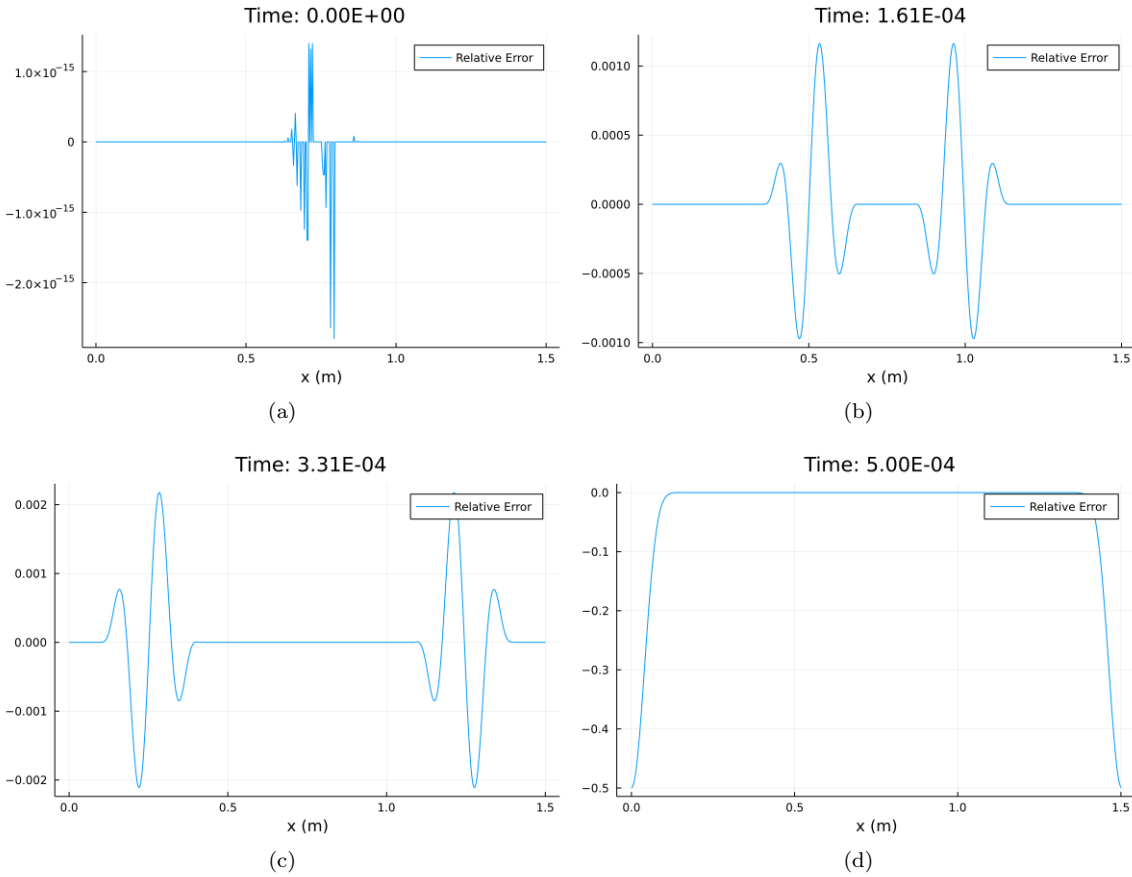 Time: 0.00E+00
1.0×10⁻¹⁵
0
−1.0×10⁻¹⁵
−2.0×10⁻¹⁵
Relative Error
0.0 0.5 1.0 1.5
x (m)
(a)
Time: 1.61E-04
0.0010
0.0005
0.0000
−0.0005
−0.0010
Relative Error
0.0 0.5 1.0 1.5
x (m)
(b)
Time: 3.31E-04
0.002
0.001
0.000
−0.001
−0.002
Relative Error
0.0 0.5 1.0 1.5
x (m)
(c)
Time: 5.00E-04
0.0
−0.1
−0.2
−0.3
−0.4
−0.5
Relative Error
0.0 0.5 1.0 1.5
x (m)
(d)